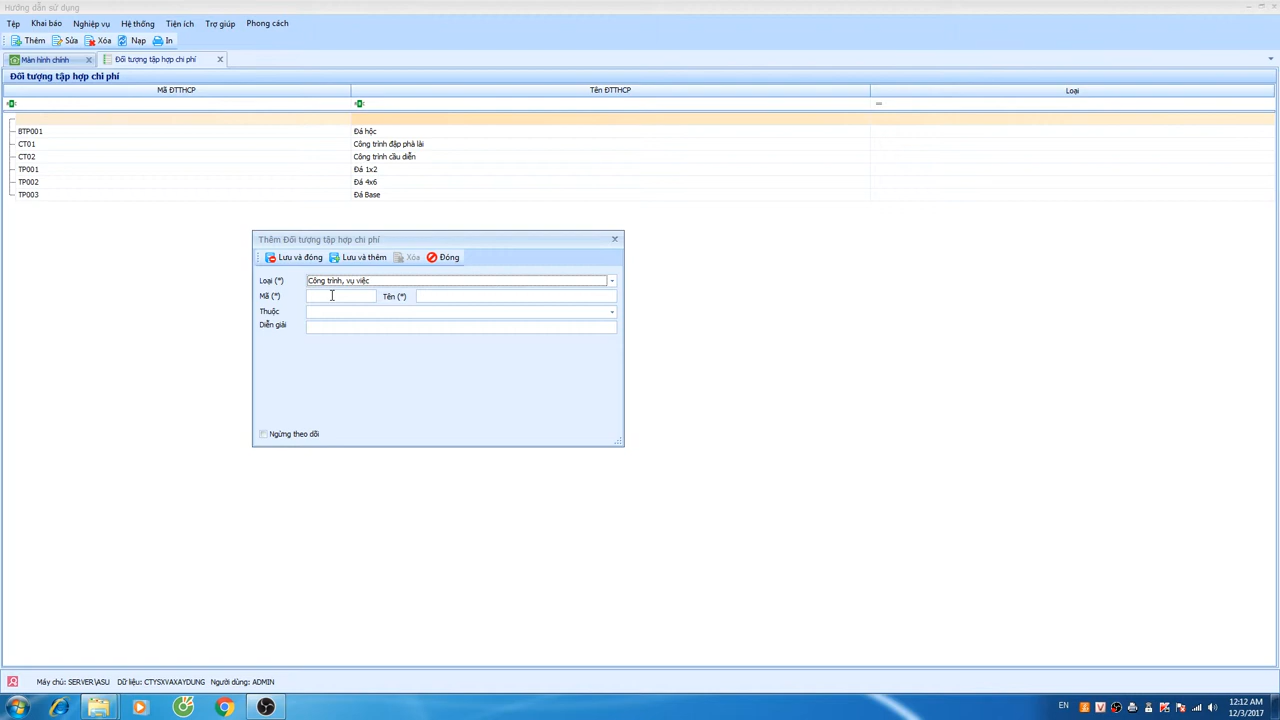 Hướng dẫn sử dụng
Tệp Khai báo Nghiệp vụ Hệ thống Tiện ích Trợ giúp Phong cách
Thêm Sửa Xóa Nạp In
Màn hình chính Đối tượng tập hợp chi phí
Đối tượng tập hợp chi phí
Mã ĐTTHCP Tên ĐTTHCP Loại
=
BTP001 Đá hộc
CT01 Công trình đập phà lái
CT02 Công trình cầu diễn
TP001 Đá 1x2
TP002 Đá 4x6
TP003 Đá Base
Thêm Đối tượng tập hợp chi phí
Lưu và đóng Lưu và thêm Xóa Đóng
Loại (*) Công trình, vụ việc
Mã (*) Tên (*)
Thuộc
Diễn giải
Ngừng theo dõi
Máy chủ: SERVER\ASU Dữ liệu: CTYSXVAXAYDUNG Người dùng: ADMIN
EN 12:12 AM
12/3/2017